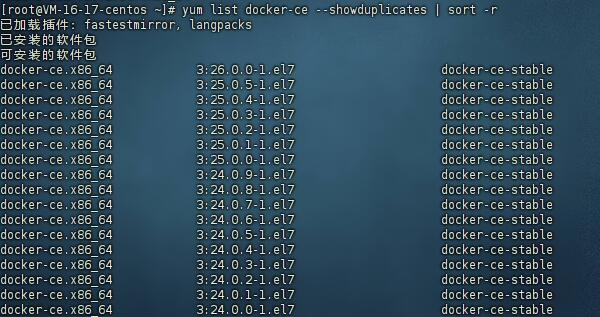 [root@VM-16-17-centos ~]# yum list docker-ce --showduplicates | sort -r
已加载插件: fastestmirror, langpacks
已安装的软件包
可安装的软件包
docker-ce.x86_64 3:26.0.0-1.el7 docker-ce-stable
docker-ce.x86_64 3:25.0.5-1.el7 docker-ce-stable
docker-ce.x86_64 3:25.0.4-1.el7 docker-ce-stable
docker-ce.x86_64 3:25.0.3-1.el7 docker-ce-stable
docker-ce.x86_64 3:25.0.2-1.el7 docker-ce-stable
docker-ce.x86_64 3:25.0.1-1.el7 docker-ce-stable
docker-ce.x86_64 3:25.0.0-1.el7 docker-ce-stable
docker-ce.x86_64 3:24.0.9-1.el7 docker-ce-stable
docker-ce.x86_64 3:24.0.8-1.el7 docker-ce-stable
docker-ce.x86_64 3:24.0.7-1.el7 docker-ce-stable
docker-ce.x86_64 3:24.0.6-1.el7 docker-ce-stable
docker-ce.x86_64 3:24.0.5-1.el7 docker-ce-stable
docker-ce.x86_64 3:24.0.4-1.el7 docker-ce-stable
docker-ce.x86_64 3:24.0.3-1.el7 docker-ce-stable
docker-ce.x86_64 3:24.0.2-1.el7 docker-ce-stable
docker-ce.x86_64 3:24.0.1-1.el7 docker-ce-stable
docker-ce.x86_64 3:24.0.0-1.el7 docker-ce-stable